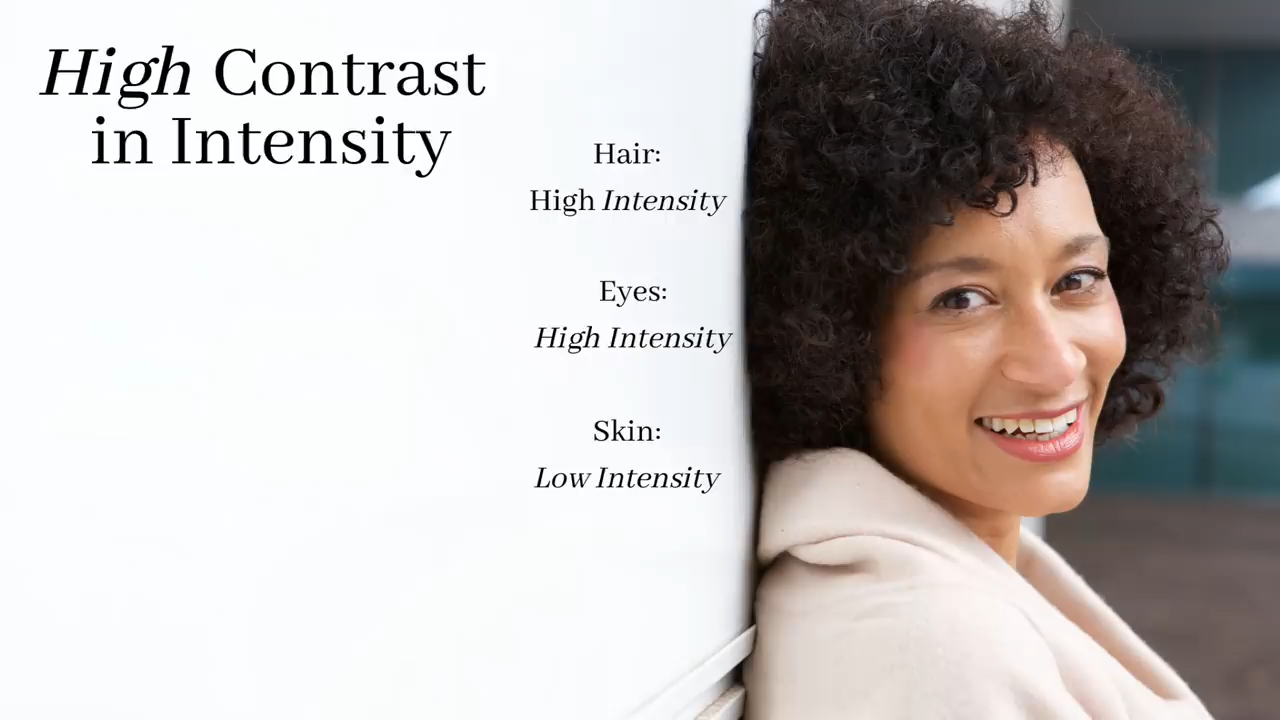 High Contrast
in Intensity
Hair:
High Intensity
Eyes:
High Intensity
Skin:
Low Intensity